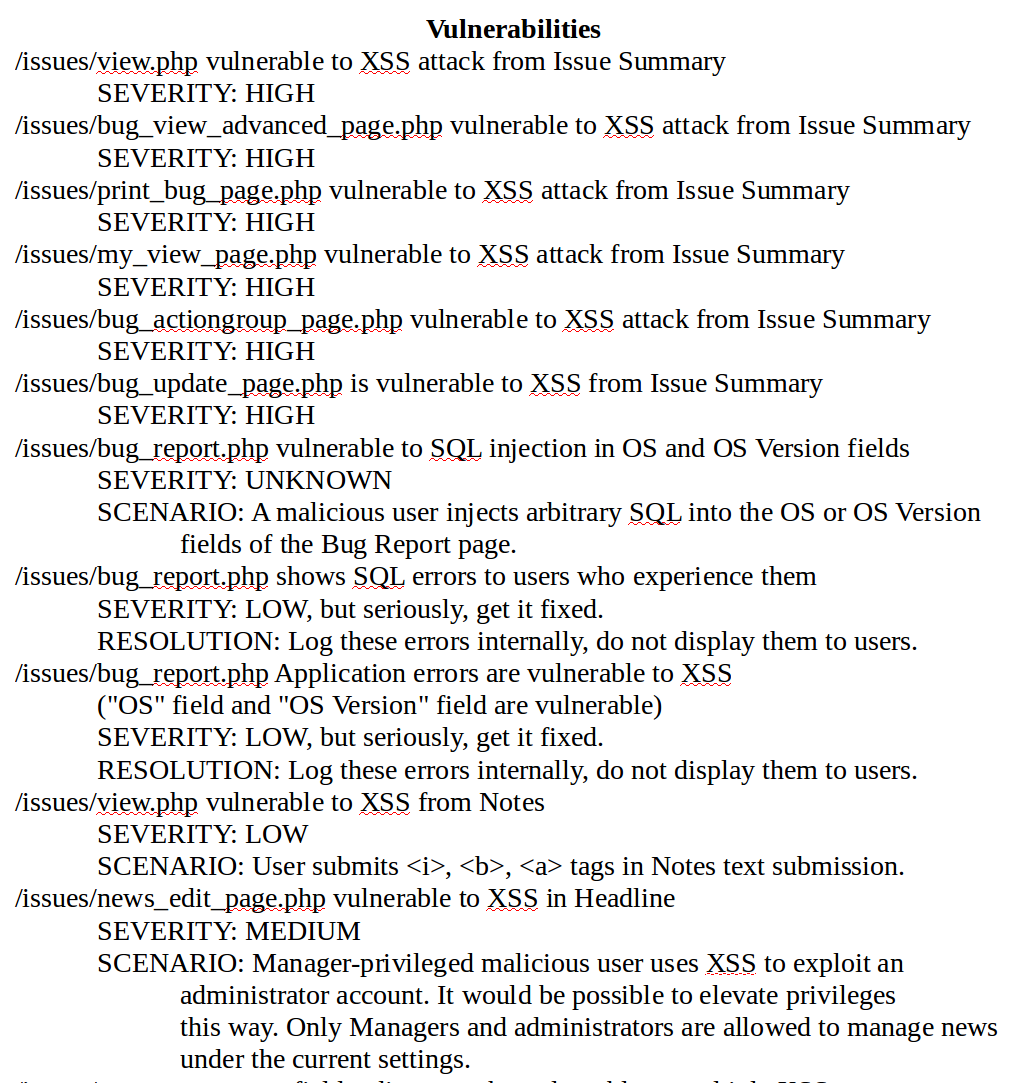 Vulnerabilities
/issues/view.php vulnerable to XSS attack from Issue Summary
SEVERITY: HIGH
/issues/bug_view_advanced_page.php vulnerable to XSS attack from Issue Summary
SEVERITY: HIGH
/issues/print_bug_page.php vulnerable to XSS attack from Issue Summary
SEVERITY: HIGH
/issues/my_view_page.php vulnerable to XSS attack from Issue Summary
SEVERITY: HIGH
/issues/bug_actiongroup_page.php vulnerable to XSS attack from Issue Summary
SEVERITY: HIGH
/issues/bug_update_page.php is vulnerable to XSS from Issue Summary
SEVERITY: HIGH
/issues/bug_report.php vulnerable to SQL injection in OS and OS Version fields
SEVERITY: UNKNOWN
SCENARIO: A malicious user injects arbitrary SQL into the OS or OS Version
fields of the Bug Report page.
/issues/bug_report.php shows SQL errors to users who experience them
SEVERITY: LOW, but seriously, get it fixed.
RESOLUTION: Log these errors internally, do not display them to users.
/issues/bug_report.php Application errors are vulnerable to XSS
("OS" field and "OS Version" field are vulnerable)
SEVERITY: LOW, but seriously, get it fixed.
RESOLUTION: Log these errors internally, do not display them to users.
/issues/view.php vulnerable to XSS from Notes
SEVERITY: LOW
SCENARIO: User submits <i>, <b>, <a> tags in Notes text submission.
/issues/news_edit_page.php vulnerable to XSS in Headline
SEVERITY: MEDIUM
SCENARIO: Manager-privileged malicious user uses XSS to exploit an
administrator account. It would be possible to elevate privileges
this way. Only Managers and administrators are allowed to manage news
under the current settings.